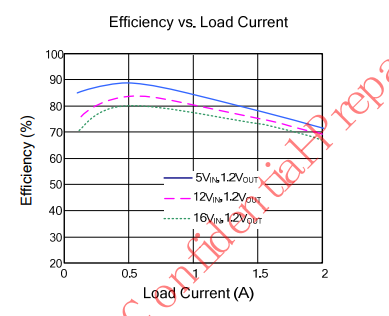 Efficiency vs. Load Current
Efficiency (%)
100
90
80
70
60
50
40
30
20
5VIN,1.2VOUT
12VIN,1.2VOUT
16VIN,1.2VOUT
0
0.5
1
1.5
2
Load Current (A)
Confidential-Prepa